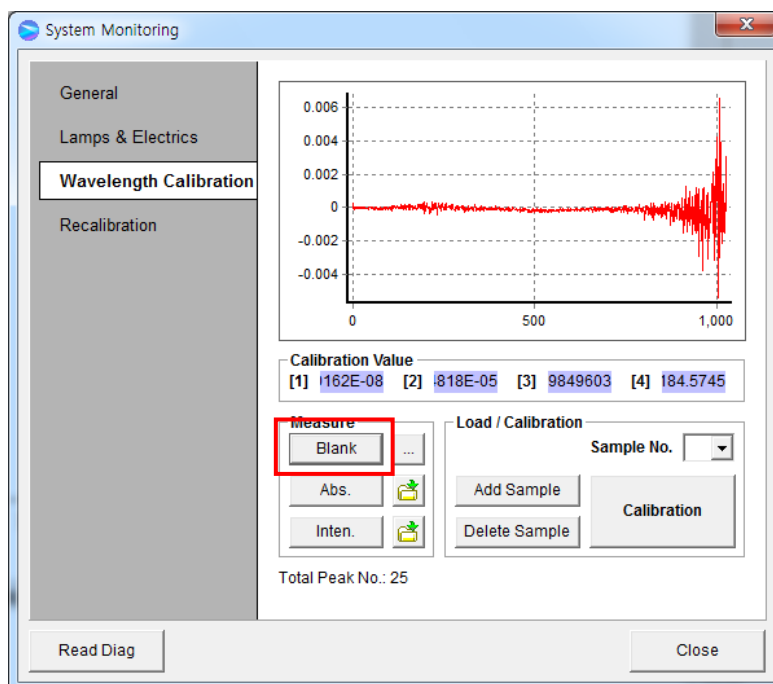 System Monitoring
General
Lamps & Electrics
Wavelength Calibration
Recalibration
0.006
0.004
0.002
0
-0.002
-0.004
0 500 1,000
Calibration Value
[1] 162E-08 [2] 818E-05 [3] 9849603 [4] 184.5745
Measure
Blank ...
Abs.
Inten.
Load / Calibration
Sample No.
Add Sample
Delete Sample
Calibration
Total Peak No.: 25
Read Diag
Close